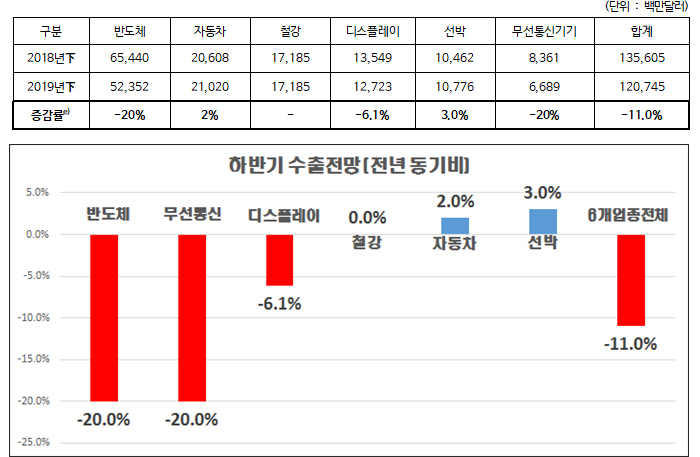 (단위 : 백만달러)
구분 반도체 자동차 철강 디스플레이 선박 무선통신기기 합계
2018년下 65,440 20,608 17,185 13,549 10,462 8,361 135,605
2019년下 52,352 21,020 17,185 12,723 10,776 6,689 120,745
증감률e) -20% 2% - -6.1% 3.0% -20% -11.0%
하반기 수출전망(전년 동기비)
5.0%
0.0%
-5.0%
-10.0%
-15.0%
-20.0%
-25.0%
반도체 무선통신 디스플레이 0.0% 2.0% 3.0% 6개업종전체
철강 자동차 선박
-6.1%
-11.0%
-20.0% -20.0%